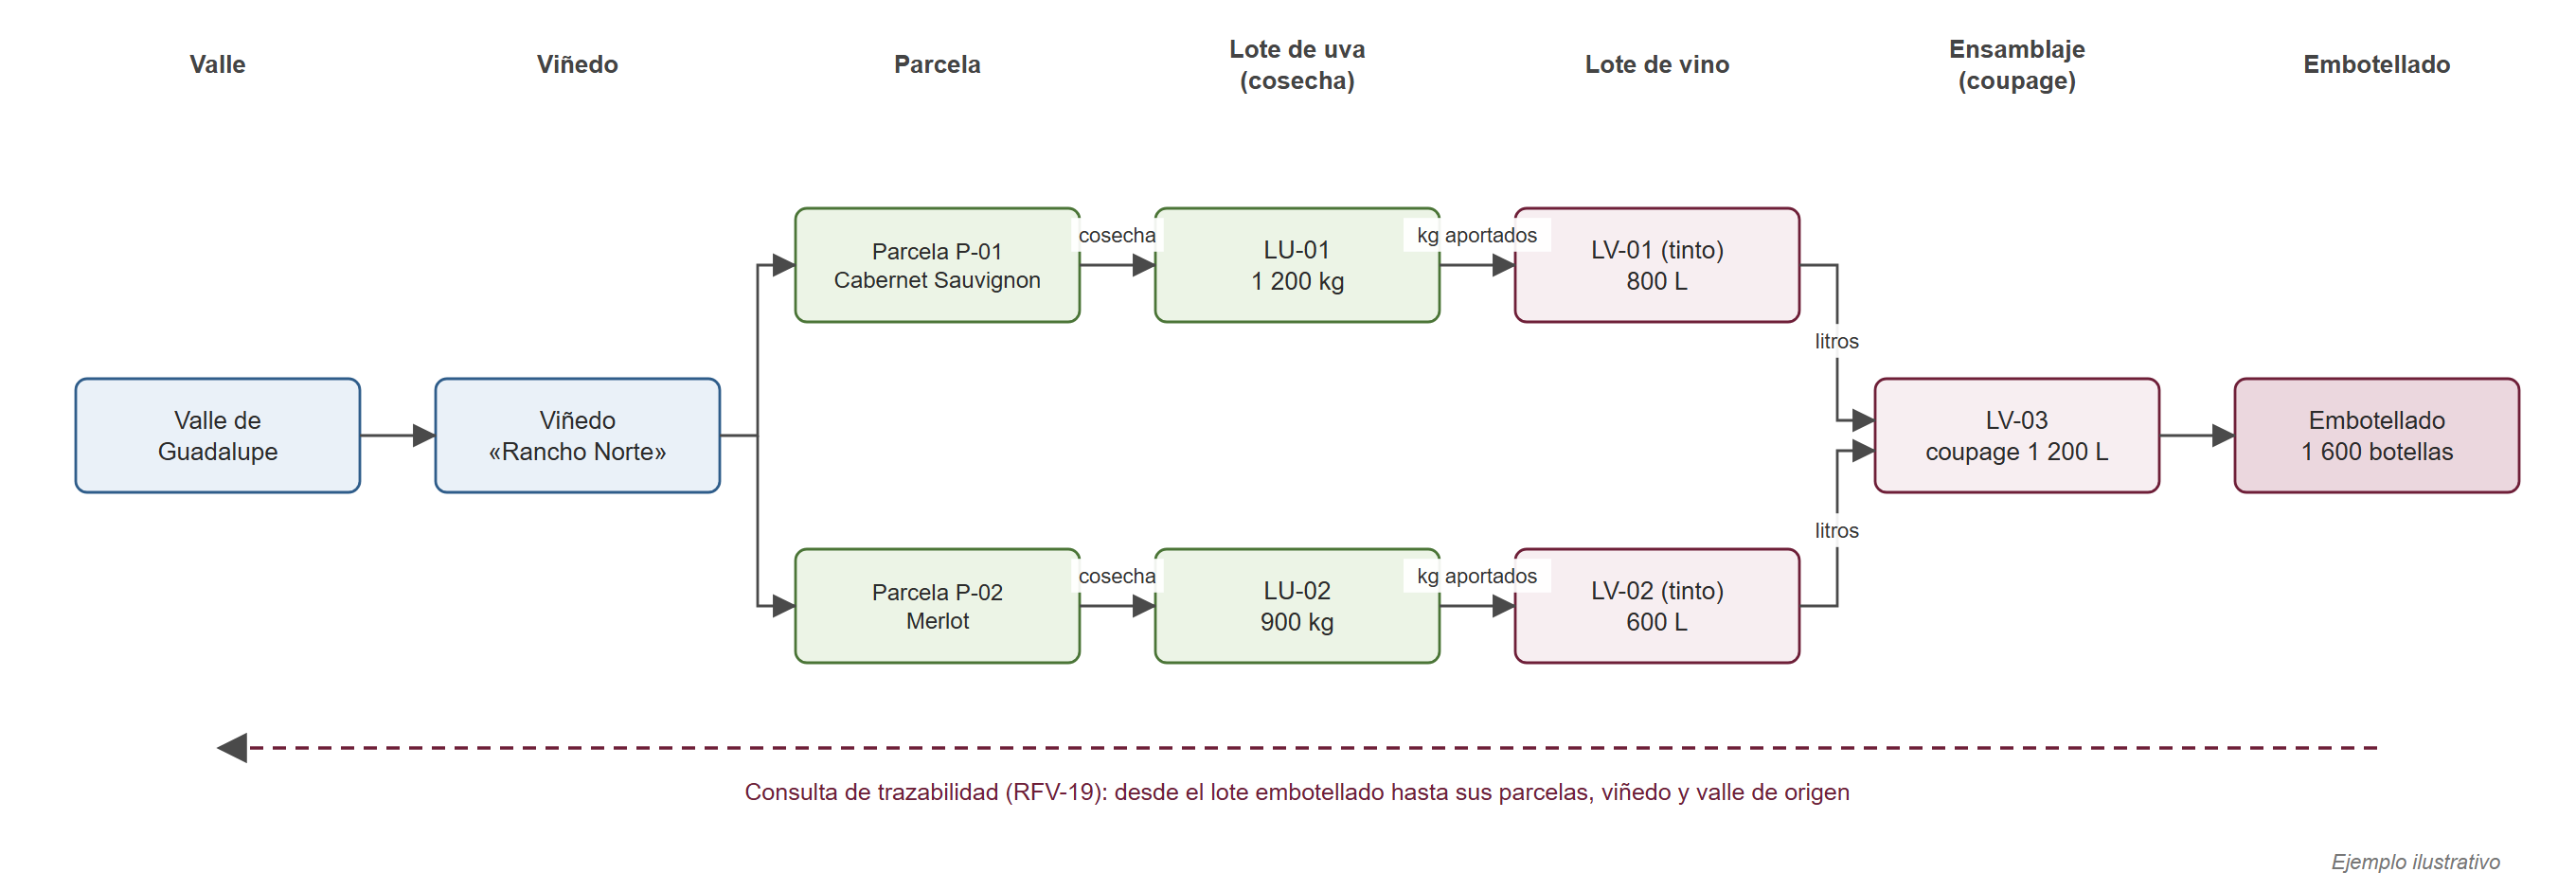 Valle
Viñedo
Parcela
Lote de uva
(cosecha)
Lote de vino
Ensamblaje
(coupage)
Embotellado
Valle de
Guadalupe
Viñedo
«Rancho Norte»
Parcela P-01
Cabernet Sauvignon
cosecha
LU-01
1 200 kg
kg aportados
LV-01 (tinto)
800 L
litros
Parcela P-02
Merlot
cosecha
LU-02
900 kg
kg aportados
LV-02 (tinto)
600 L
litros
LV-03
coupage 1 200 L
Embotellado
1 600 botellas
Consulta de trazabilidad (RFV-19): desde el lote embotellado hasta sus parcelas, viñedo y valle de origen
Ejemplo ilustrativo